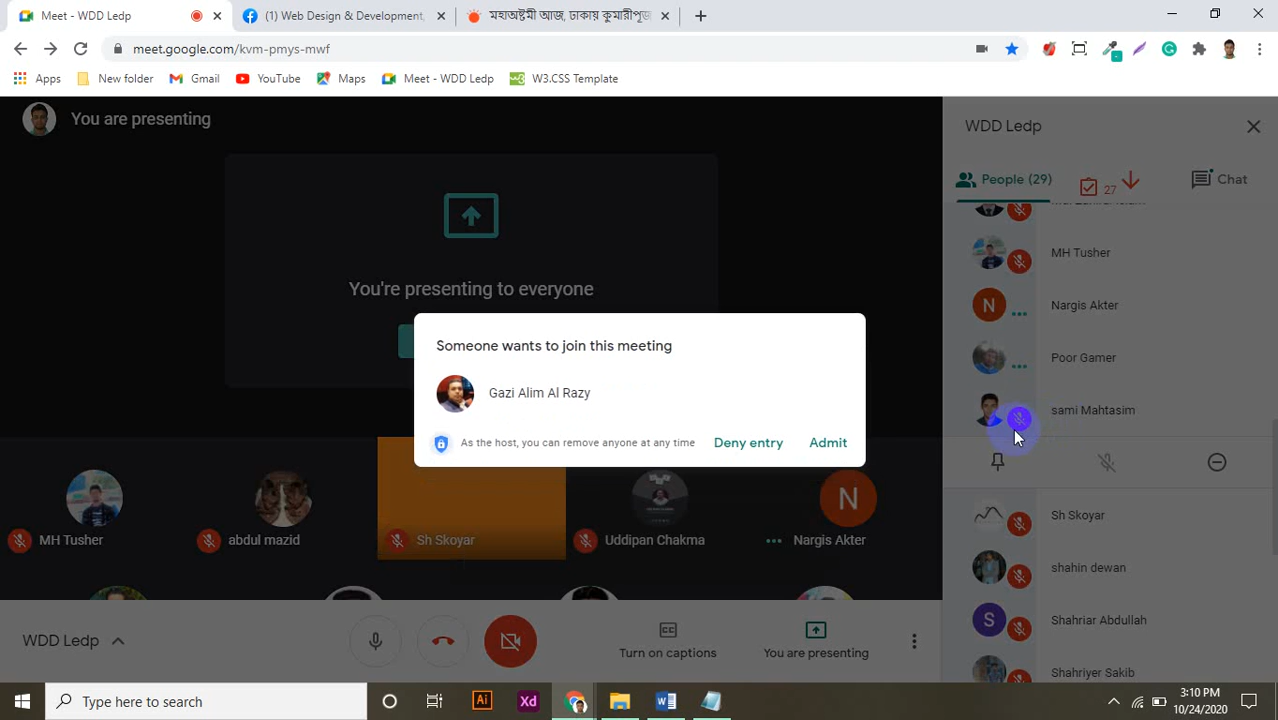 Meet - WDD Ledp
(1) Web Design & Development,
মহাঅষ্টমী আজ, ঢাকায় কুমারীপূজ
meet.google.com/kvm-pmys-mwf
Apps
New folder
Gmail
YouTube
Maps
Meet - WDD Ledp
W3.CSS Template
You are presenting
WDD Ledp
People (29)
27
Chat
MH Tusher
You're presenting to everyone
Nargis Akter
Someone wants to join this meeting
Poor Gamer
Gazi Alim Al Razy
sami Mahtasim
As the host, you can remove anyone at any time
Deny entry
Admit
N
N
Sh Skoyar
MH Tusher
abdul mazid
Sh Skoyar
Uddipan Chakma
Nargis Akter
shahin dewan
S
Shahriar Abdullah
WDD Ledp
CC
Turn on captions
You are presenting
Shahriyer Sakib
Type here to search
Ai
Xd
W
3:10 PM
10/24/2020